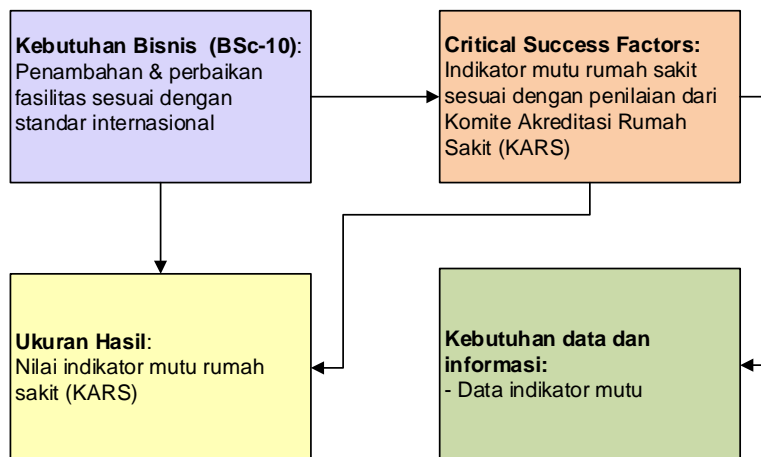 Kebutuhan Bisnis (BSc-10):
Penambahan & perbaikan
fasilitas sesuai dengan
standar internasional
Critical Success Factors:
Indikator mutu rumah sakit
sesuai dengan penilaian dari
Komite Akreditasi Rumah
Sakit (KARS)
Ukuran Hasil:
Nilai indikator mutu rumah
sakit (KARS)
Kebutuhan data dan
informasi:
- Data indikator mutu